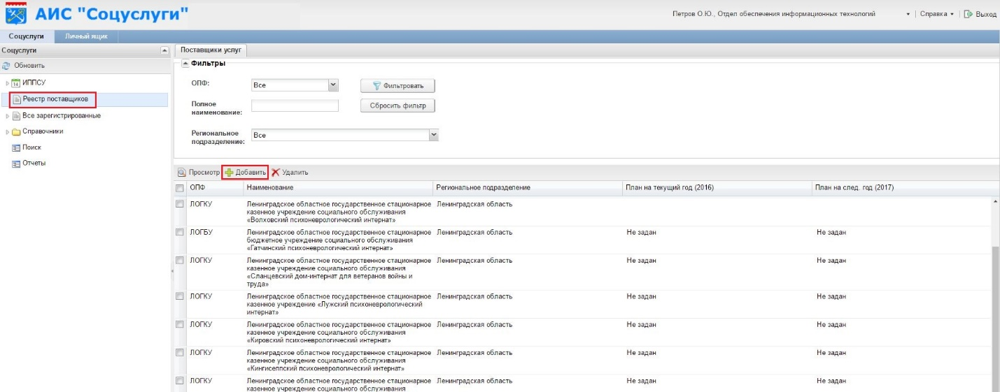 АИС "Соцуслуги"
Петров О.Ю., Отдел обеспечения информационных технологий
Справка
Выход
Соцуслуги
Личный ящик
Соцуслуги
Обновить
14 ИППСУ
Реестр поставщиков
Все зарегистрированные
Справочники
Поиск
Отчеты
Поставщики услуг
Фильтры
ОПФ:
Все
Фильтровать
Полное
наименование:
Сбросить фильтр
Региональное
подразделение:
Все
Просмотр Добавить Удалить
ОПФ Наименование Региональное подразделение План на текущий год (2016) План на след. год (2017)
ЛОГКУ Ленинградское областное государственное стационарное Ленинградская область
казенное учреждение социального обслуживания
«Волховский психоневрологический интернат»
ЛОГБУ Ленинградское областное государственное стационарное Ленинградская область Не задан Не задан
бюджетное учреждение социального обслуживания
«Гатчинский психоневрологический интернат»
ЛОГКУ Ленинградское областное государственное стационарное Ленинградская область Не задан Не задан
казенное учреждение социального обслуживания
«Сланцевский дом-интернат для ветеранов войны и
труда»
ЛОГКУ Ленинградское областное государственное стационарное Ленинградская область Не задан Не задан
казенное учреждение «Лужский психоневрологический
интернат»
ЛОГКУ Ленинградское областное государственное стационарное Ленинградская область Не задан Не задан
казенное учреждение социального обслуживания
«Кировский психоневрологический интернат»
ЛОГКУ Ленинградское областное государственное стационарное Ленинградская область Не задан Не задан
казенное учреждение социального обслуживания
«Кингисеппский психоневрологический интернат»
ЛОГКУ Ленинградское областное государственное стационарное Ленинградская область Не задан Не задан
казенное учреждение социального обслуживания